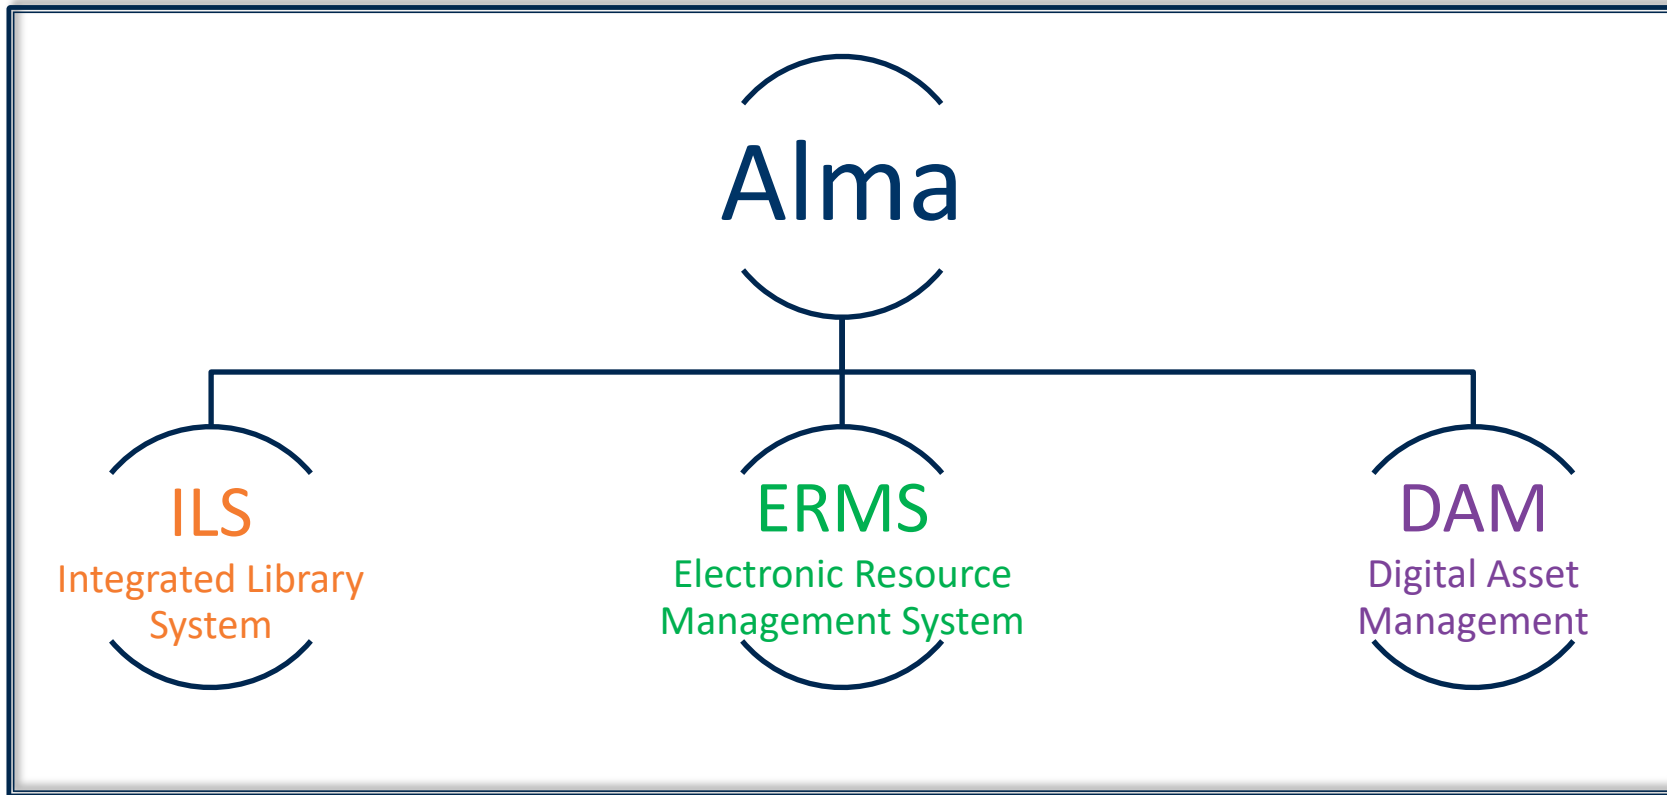 Alma
ILS
Integrated Library
System
ERMS
Electronic Resource
Management System
DAM
Digital Asset
Management